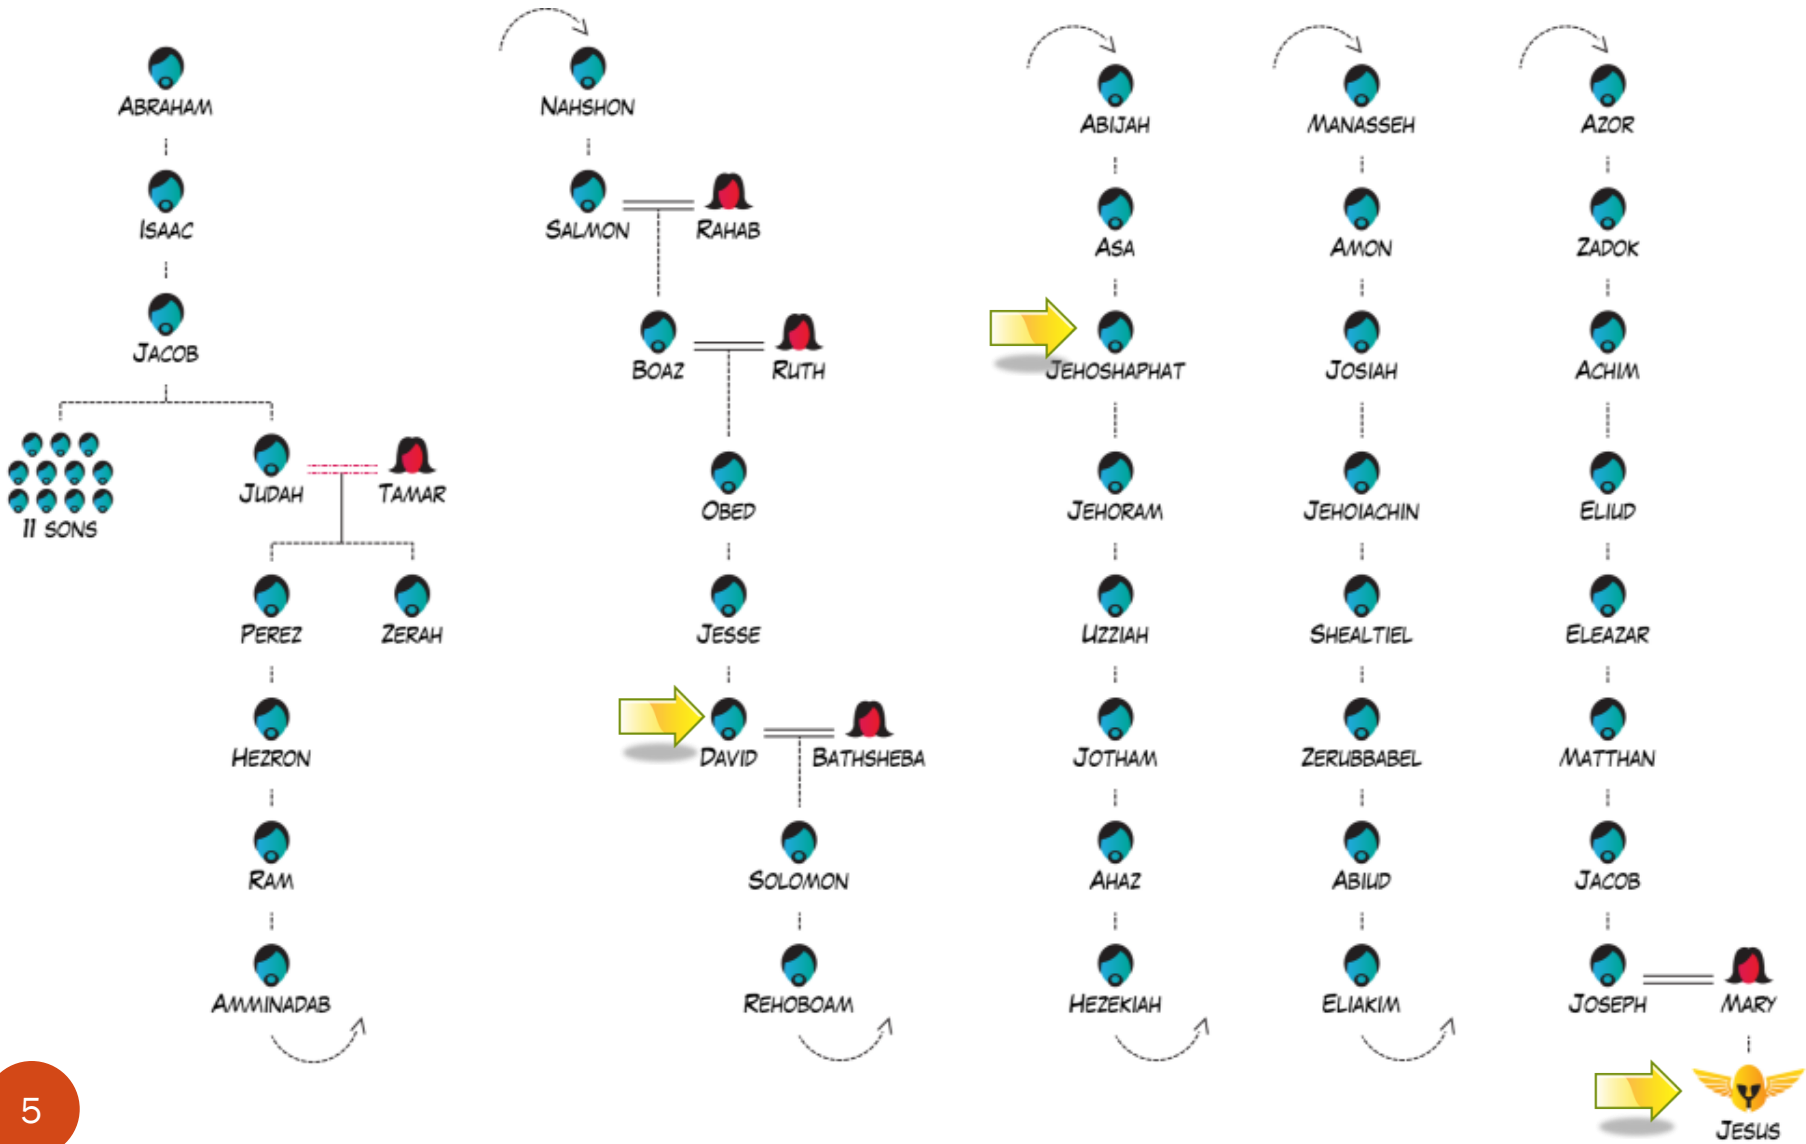 Abraham
Isaac
Jacob
11 sons
Judah
Tamar
Perez
Zerah
Hezron
Ram
Amminadab
Nahshon
Salmon
Rahab
Boaz
Ruth
Obed
Jesse
David
Bathsheba
Solomon
Rehoboam
Abijah
Asa
Jehoshaphat
Jehoram
Uzziah
Jotham
Ahaz
Hezekiah
Manasseh
Amon
Josiah
Jehoiachin
Shealtiel
Zerubbabel
Abiud
Eliakim
Azor
Zadok
Achim
Eliud
Eleazar
Matthan
Jacob
Joseph
Mary
Jesus
5